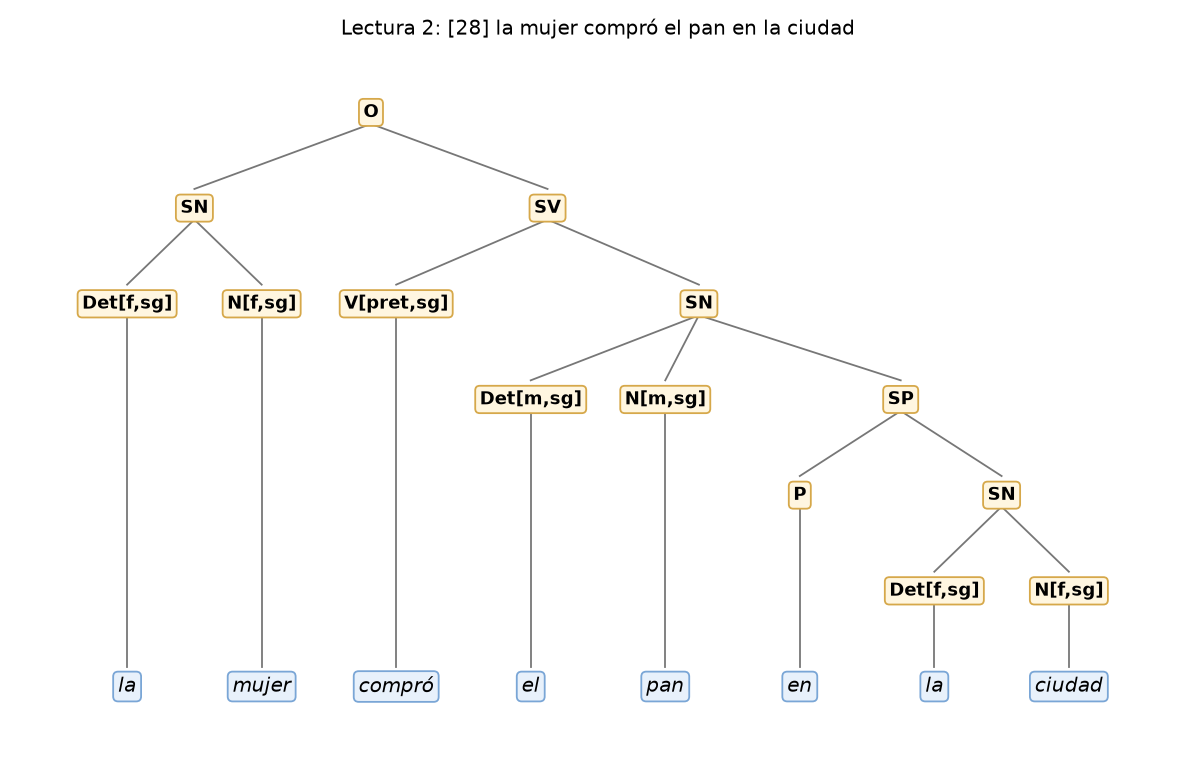 Lectura 2: [28] la mujer compró el pan en la ciudad
O
SN SV
Det[f,sg] N[f,sg] V[pret,sg] SN
Det[m,sg] N[m,sg] SP
P SN
Det[f,sg] N[f,sg]
la mujer compró el pan en la ciudad